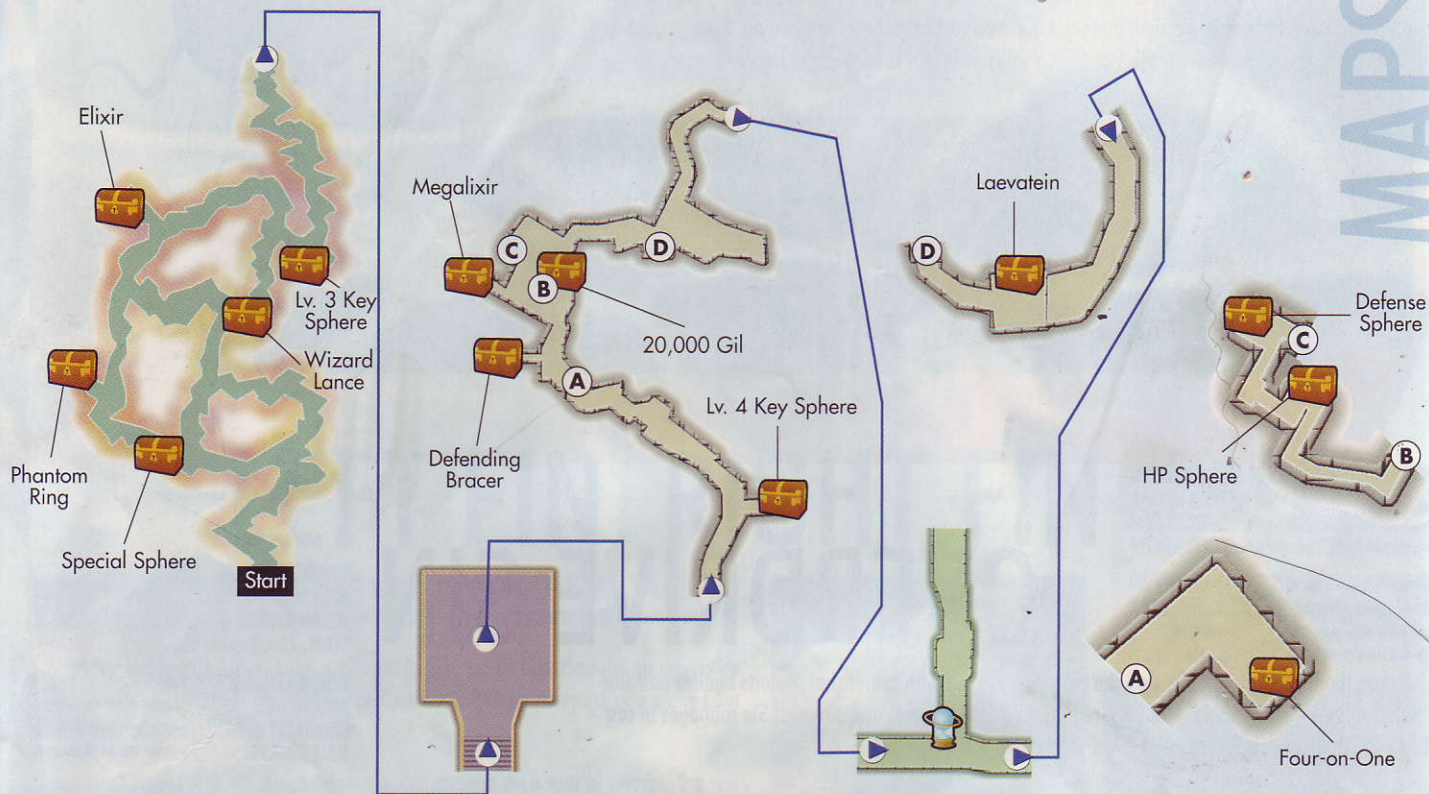 MAPS
Elixir
Lv. 3 Key
Sphere
Wizard
Lance
Phantom
Ring
Special Sphere
Start
Megalixir
C
D
B
20,000 Gil
A
Defending
Bracer
Lv. 4 Key Sphere
Laevatein
D
Defense
Sphere
C
HP Sphere
B
A
Four-on-One